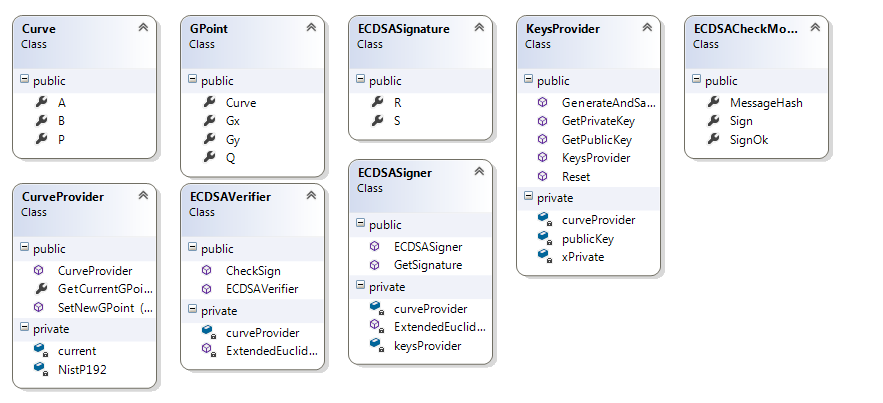 Curve
Class
public
A
B
P
GPoint
Class
public
Curve
Gx
Gy
Q
ECDSASignature
Class
public
R
S
KeysProvider
Class
public
GenerateAndSa...
GetPrivateKey
GetPublicKey
KeysProvider
Reset
private
curveProvider
publicKey
xPrivate
ECDSACheckMo...
Class
public
MessageHash
Sign
SignOk
CurveProvider
Class
public
CurveProvider
GetCurrentGPoi...
SetNewGPoint (...
private
current
NistP192
ECDSAVerifier
Class
public
CheckSign
ECDSAVerifier
private
curveProvider
ExtendedEuclid...
ECDSASigner
Class
public
ECDSASigner
GetSignature
private
curveProvider
ExtendedEuclid...
keysProvider